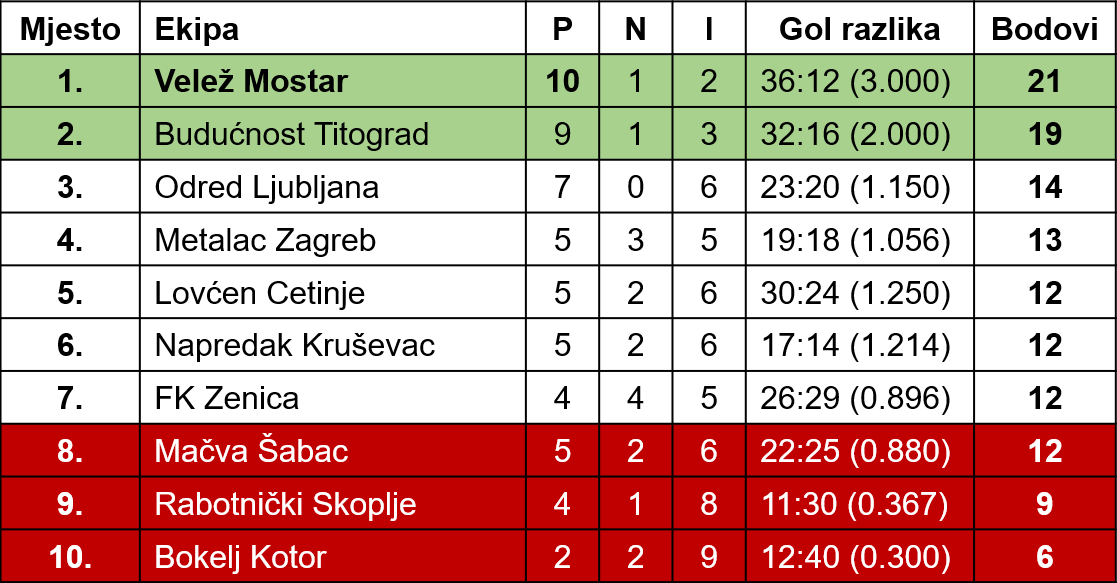 Mjesto Ekipa P N I Gol razlika Bodovi
1. Velež Mostar 10 1 2 36:12 (3.000) 21
2. Budućnost Titograd 9 1 3 32:16 (2.000) 19
3. Odred Ljubljana 7 0 6 23:20 (1.150) 14
4. Metalac Zagreb 5 3 5 19:18 (1.056) 13
5. Lovćen Cetinje 5 2 6 30:24 (1.250) 12
6. Napredak Kruševac 5 2 6 17:14 (1.214) 12
7. FK Zenica 4 4 5 26:29 (0.896) 12
8. Mačva Šabac 5 2 6 22:25 (0.880) 12
9. Rabotnički Skoplje 4 1 8 11:30 (0.367) 9
10. Bokelj Kotor 2 2 9 12:40 (0.300) 6